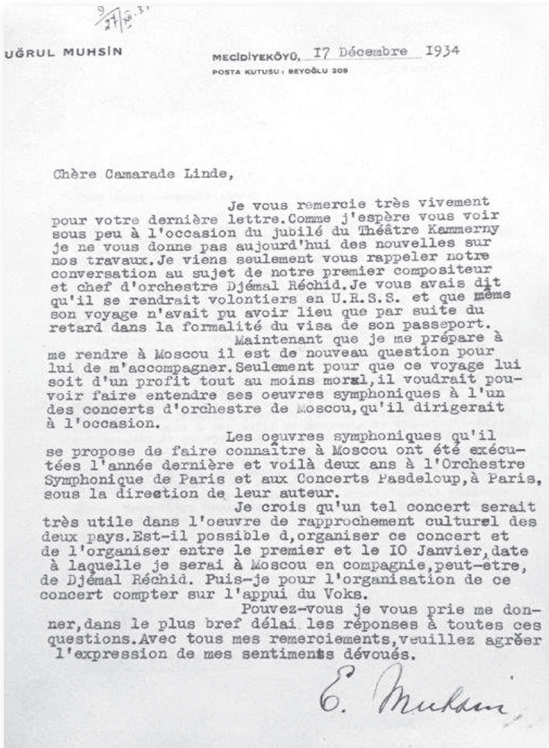 9
27/XII.34
UĞRUL MUHSİN
MECİDİYEKÖYÜ, 17 Décembre 1934
POSTA KUTUSU: BEYOĞLU 209
Chère Camarade Linde,
Je vous remercie très vivement
pour votre dernière lettre.Comme j'espère vous voir
sous peu à l'occasion du jubilé du Théâtre Kammerny
je ne vous donne pas aujourd'hui des nouvelles sur
nos travaux.Je viens seulement vous rappeler notre
conversation au sujet de notre premier compositeur
et chef d'orchestre Djémal Réchid.Je vous avais dit
qu'il se rendrait volontiers en U.R.S.S. et que même
son voyage n'avait pu avoir lieu que par suite du
retard dans la formalité du visa de son passeport.
Maintenant que je me prépare à
me rendre à Moscou il est de nouveau question pour
lui de m'accompagner.Seulement pour que ce voyage lui
soit d'un profit tout au moins moral,il voudrait pou-
voir faire entendre ses oeuvres symphoniques à l'un
des concerts d'orchestre de Moscou,qu'il dirigerait
à l'occasion.
Les oeuvres symphoniques qu'il
se propose de faire connaître à Moscou ont été exécu-
tées l'année dernière et voilà deux ans à l'Orchestre
Symphonique de Paris et aux Concerts Pasdeloup,à Paris,
sous la direction de leur auteur.
Je crois qu'un tel concert serait
très utile dans l'oeuvre de rapprochement culturel des
deux pays.Est-il possible d,organiser ce concert et
de l'organiser entre le premier et le IO Janvier,date
à laquelle je serai à Moscou en compagnie,peut-être,
de Djémal Réchid. Puis-je pour l'organisation de ce
concert compter sur l'appui du Voks.
Pouvez-vous je vous prie me don-
ner,dans le plus bref délai les réponses à toutes ces
questions.Avec tous mes remerciements,veuillez agréer
l'expression de mes sentiments dévoués.
E. Muhsin